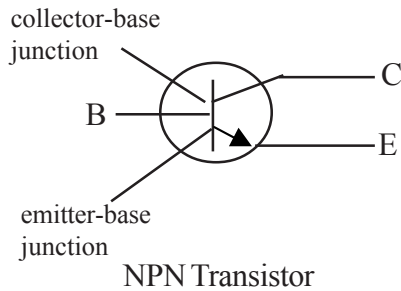 collector-base
junction
C
B
E
emitter-base
junction
NPN Transistor